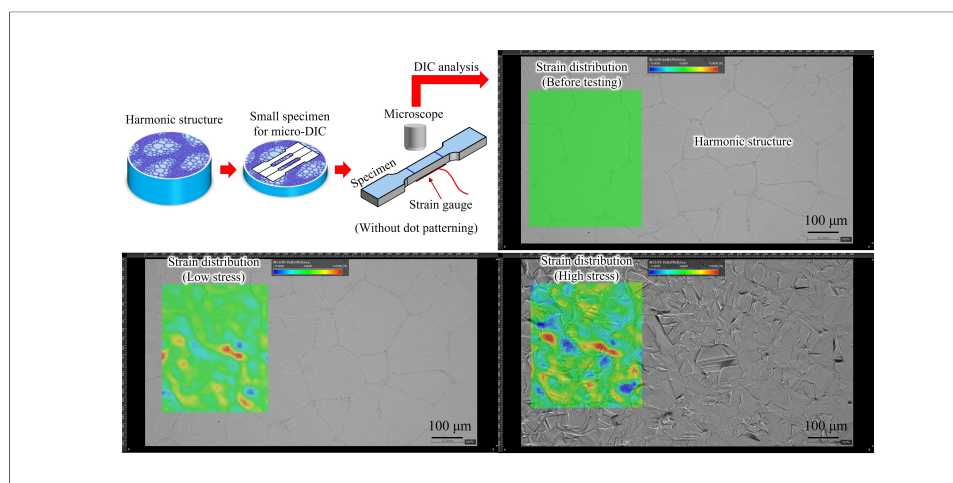 DIC analysis
Harmonic structure
Small specimen
for micro-DIC
Microscope
Specimen
Strain gauge
(Without dot patterning)
Strain distribution
(Before testing)
Harmonic structure
100 μm
Strain distribution
(Low stress)
100 μm
Strain distribution
(High stress)
100 μm